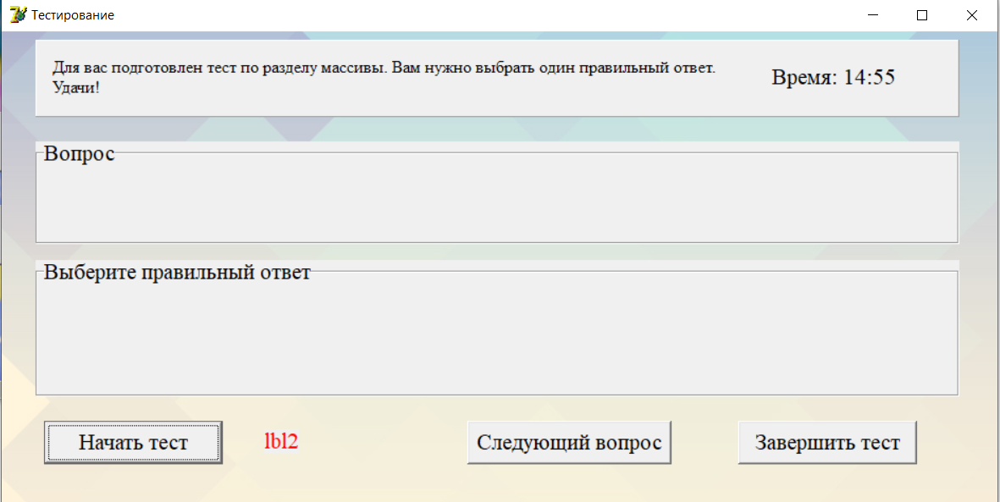 Тестирование
Для вас подготовлен тест по разделу массивы. Вам нужно выбрать один правильный ответ.
Удачи!
Время: 14:55
Вопрос
Выберите правильный ответ
Начать тест
lbl2
Следующий вопрос
Завершить тест